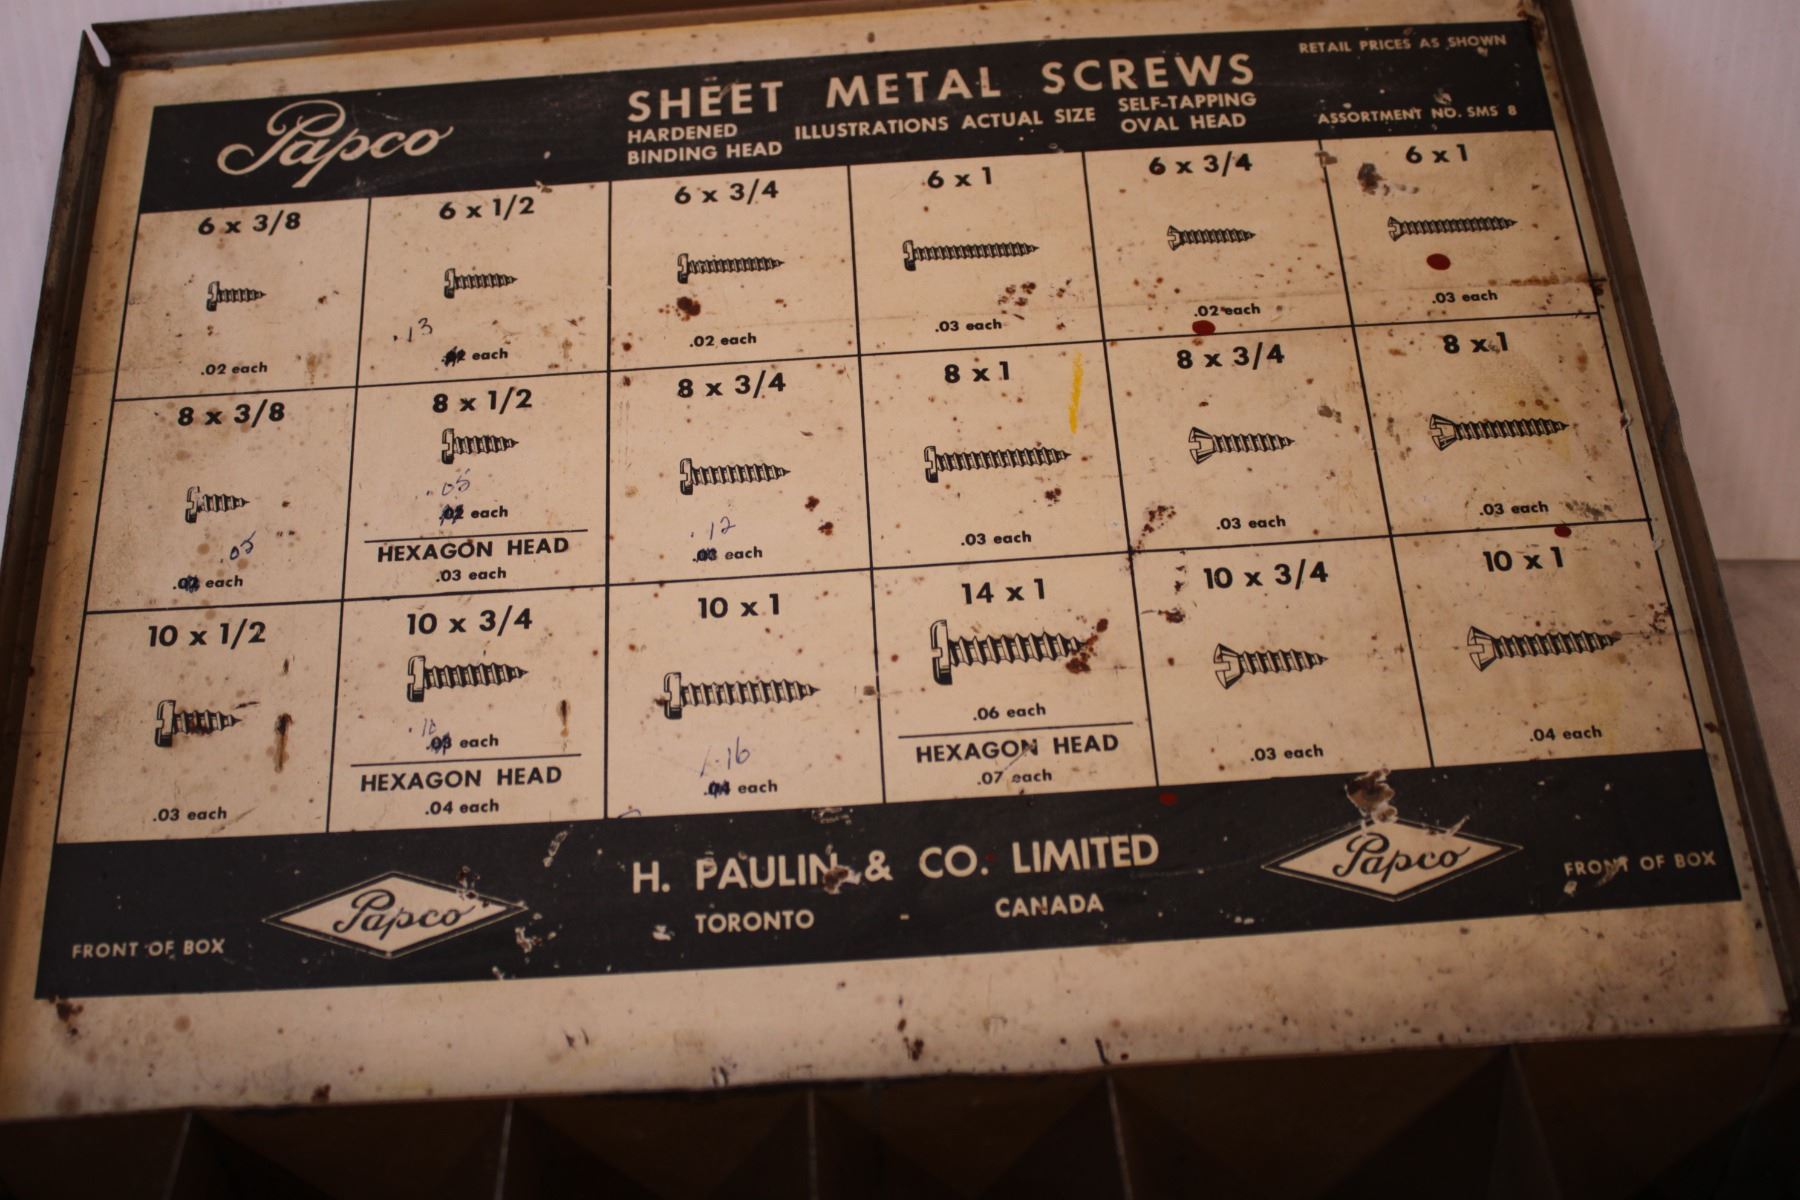 RETAIL PRICES AS SHOWN
Papco
SHEET METAL SCREWS
HARDENED
BINDING HEAD
ILLUSTRATIONS ACTUAL SIZE
SELF-TAPPING
OVAL HEAD
ASSORTMENT NO. SMS 8
6 x 3/8
.02 each
6 x 1/2
.13
each
6 x 3/4
.02 each
6 x 1
.03 each
6 x 3/4
.02 each
6 x 1
.03 each
8 x 3/8
.05
each
8 x 1/2
.05
.02 each
HEXAGON HEAD
.03 each
8 x 3/4
.12
each
8 x 1
.03 each
8 x 3/4
.03 each
8 x 1
.03 each
10 x 1/2
.03 each
10 x 3/4
.03 each
HEXAGON HEAD
.04 each
10 x 1
.16
.04 each
14 x 1
.06 each
HEXAGON HEAD
.07 each
10 x 3/4
.03 each
10 x 1
.04 each
H. PAULIN & CO. LIMITED
TORONTO - CANADA
Papco
Papco
FRONT OF BOX
FRONT OF BOX